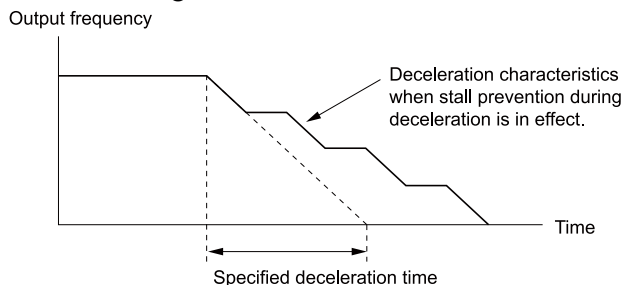 Output frequency
Deceleration characteristics
when stall prevention during
deceleration is in effect.
Time
Specified deceleration time